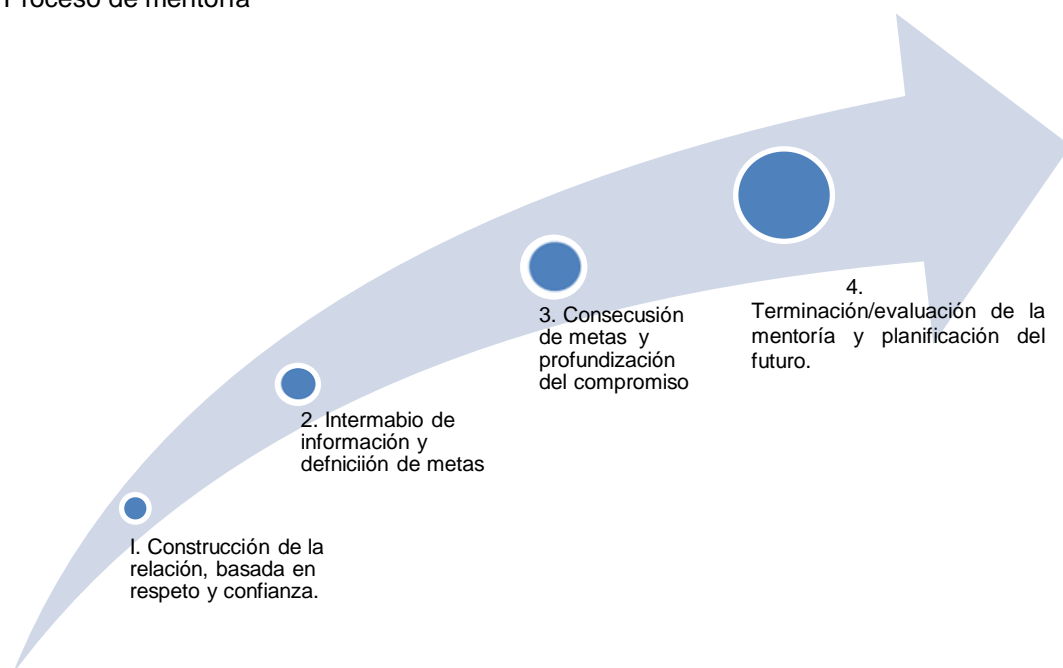 Proceso de mentoría
4.
3. Consecusión
de metas y
profundización
del compromiso
Terminación/evaluación de la
mentoría y planificación del
futuro.
2. Intermabio de
información y
defniciión de metas
I. Construcción de la
relación, basada en
respeto y confianza.